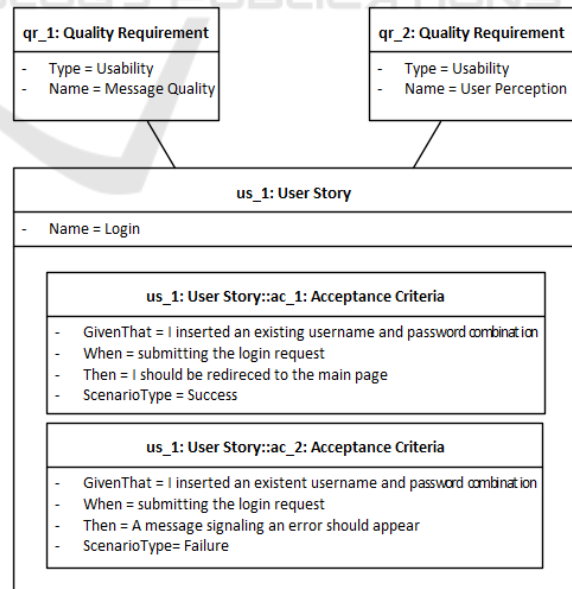 qr_1: Quality Requirement
- Type = Usability
- Name = Message Quality
qr_2: Quality Requirement
- Type = Usability
- Name = User Perception
us_1: User Story
- Name = Login
us_1: User Story::ac_1: Acceptance Criteria
- GivenThat = I inserted an existing username and password combination
- When = submitting the login request
- Then = I should be redireced to the main page
- ScenarioType = Success
us_1: User Story::ac_2: Acceptance Criteria
- GivenThat = I inserted an existent username and password combination
- When = submitting the login request
- Then = A message signaling an error should appear
- ScenarioType= Failure